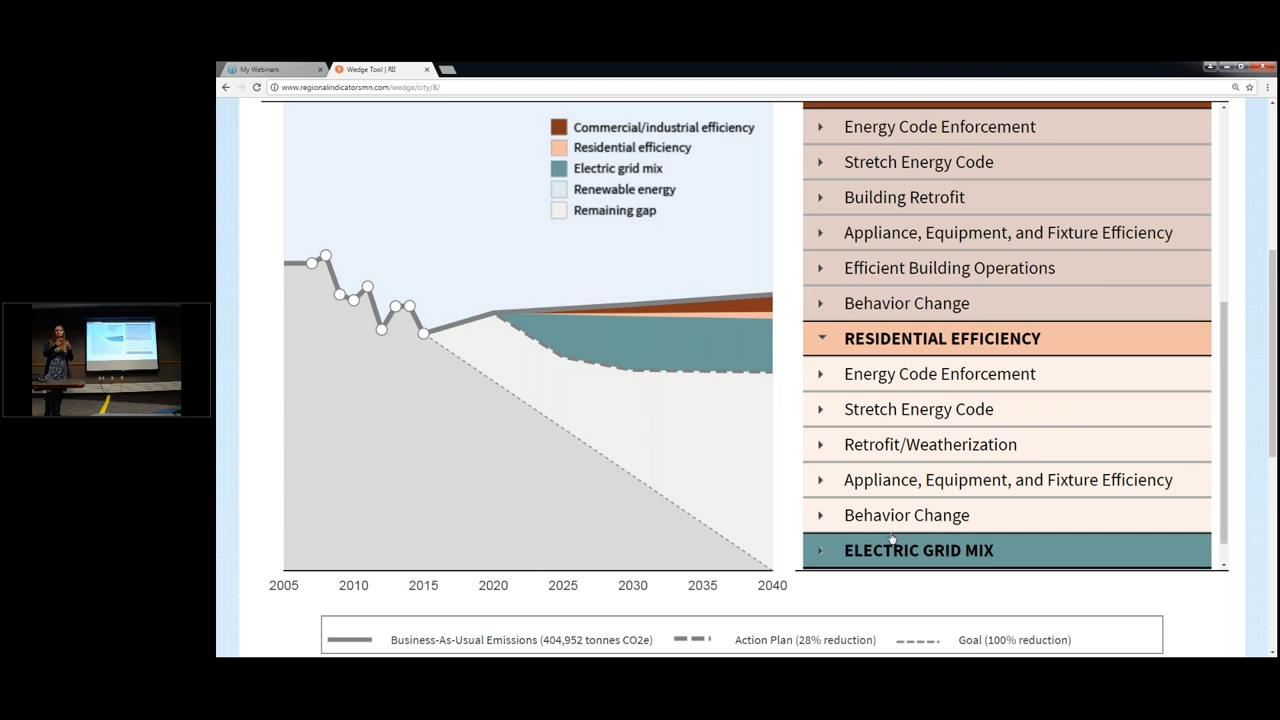 My Webinars
Wedge Tool | RII
www.regionalindicatorsmn.com/wedge/city/8/
Commercial/industrial efficiency
Residential efficiency
Electric grid mix
Renewable energy
Remaining gap
2005 2010 2015 2020 2025 2030 2035 2040
Energy Code Enforcement
Stretch Energy Code
Building Retrofit
Appliance, Equipment, and Fixture Efficiency
Efficient Building Operations
Behavior Change
RESIDENTIAL EFFICIENCY
Energy Code Enforcement
Stretch Energy Code
Retrofit/Weatherization
Appliance, Equipment, and Fixture Efficiency
Behavior Change
ELECTRIC GRID MIX
Business-As-Usual Emissions (404,952 tonnes CO2e) Action Plan (28% reduction) Goal (100% reduction)